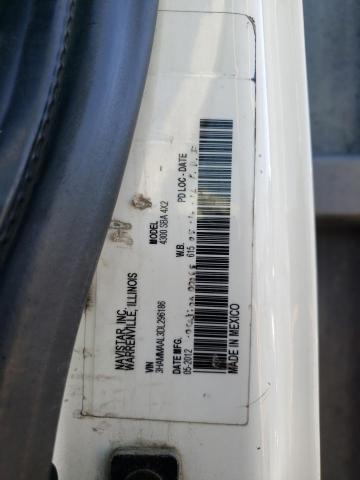 NAVISTAR, INC.
WARRENVILLE, ILLINOIS
VIN MODEL
3HAMMAAL3DL296186 4300 SBA 4X2
DATE MFG. W.B. PD LOC - DATE
05-2012 615
MADE IN MEXICO